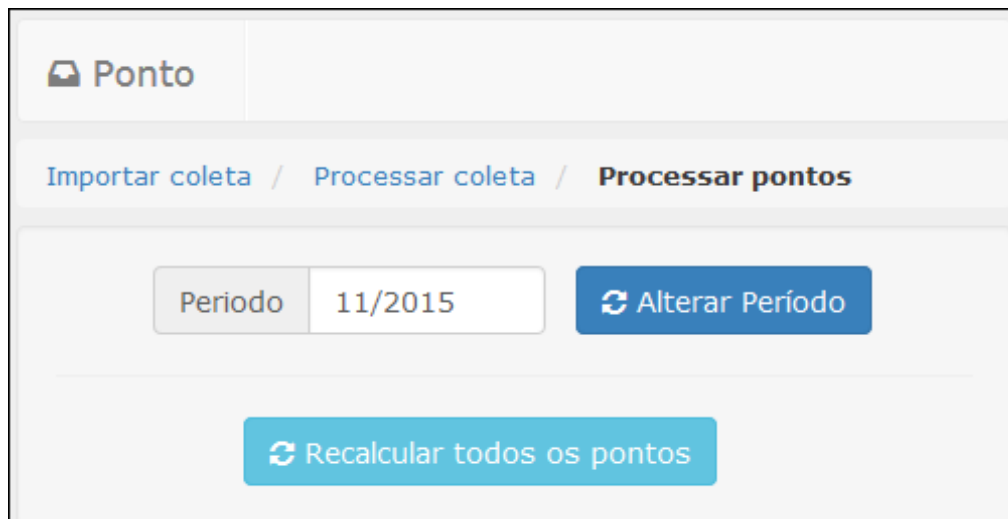 Ponto
Importar coleta / Processar coleta / Processar pontos
Periodo 11/2015 Alterar Período
Recalcular todos os pontos